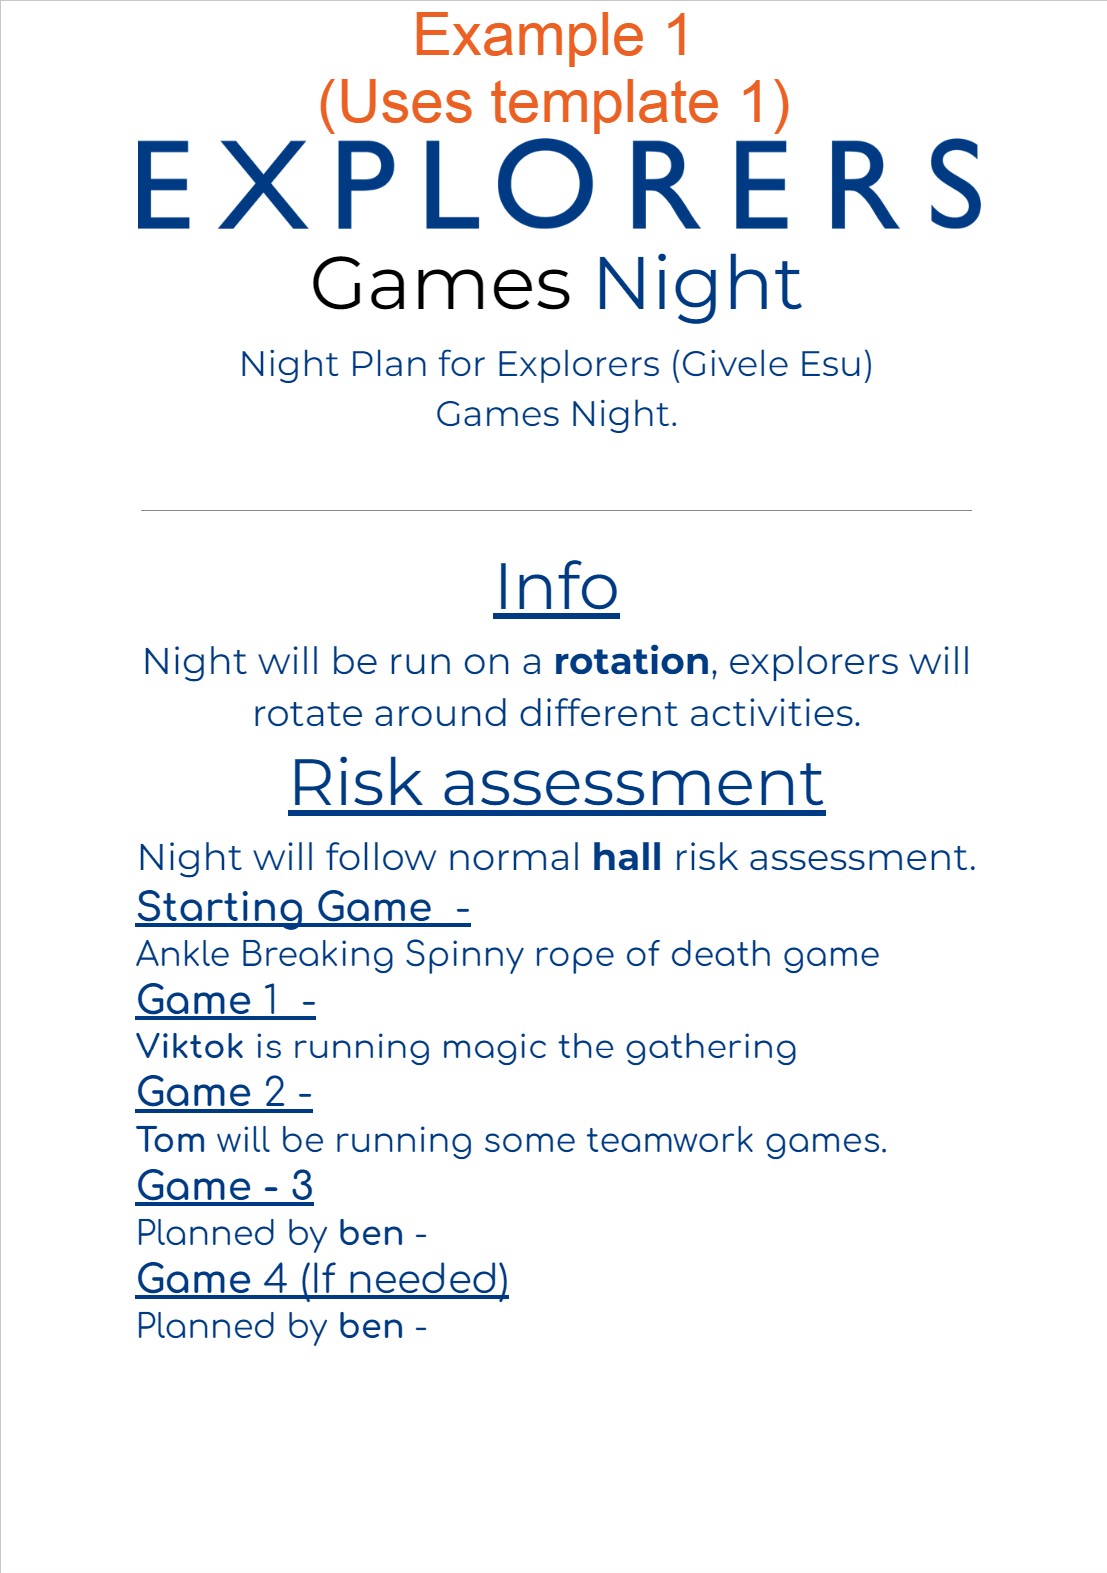 Example 1
(Uses template 1)
EXPLORERS
Games Night
Night Plan for Explorers (Givele Esu)
Games Night.
Info
Night will be run on a rotation, explorers will
rotate around different activities.
Risk assessment
Night will follow normal hall risk assessment.
Starting Game  -
Ankle Breaking Spinny rope of death game
Game 1  -
Viktok is running magic the gathering
Game 2 -
Tom will be running some teamwork games.
Game - 3
Planned by ben -
Game 4 (If needed)
Planned by ben -